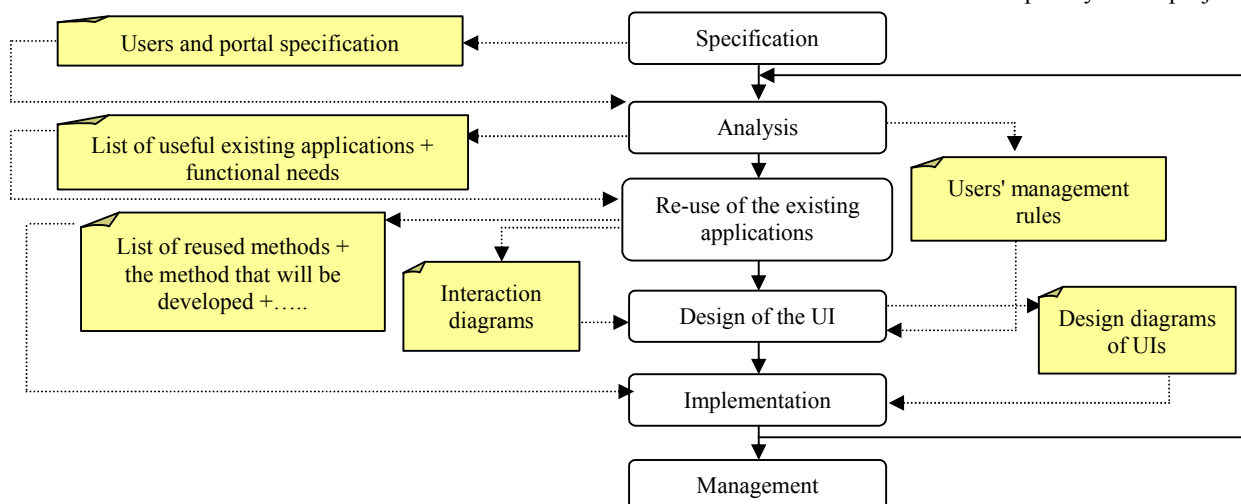 Users and portal specification
Specification
Analysis
List of useful existing applications +
functional needs
Users' management
rules
Re-use of the existing
applications
List of reused methods +
the method that will be
developed +…..
Interaction
diagrams
Design of the UI
Design diagrams
of UIs
Implementation
Management